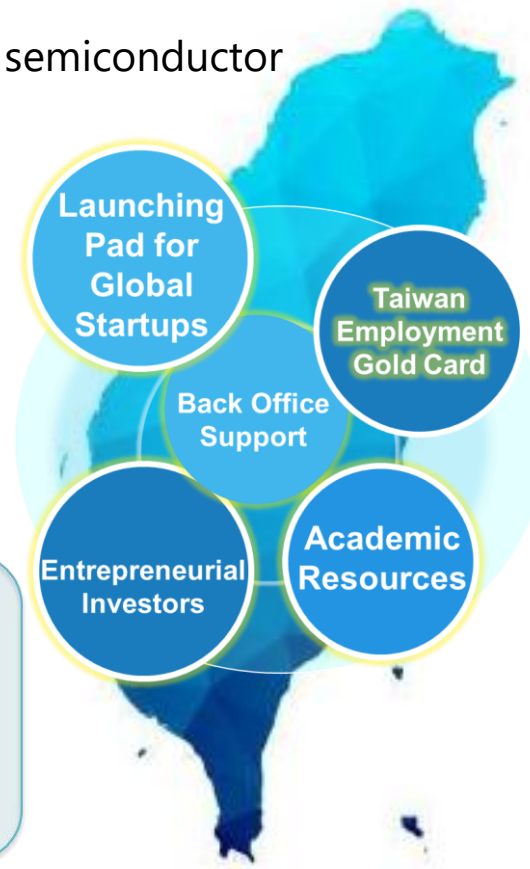 semiconductor
Launching
Pad for
Global
Startups
Taiwan
Employment
Gold Card
Back Office
Support
Entrepreneurial
Investors
Academic
Resources